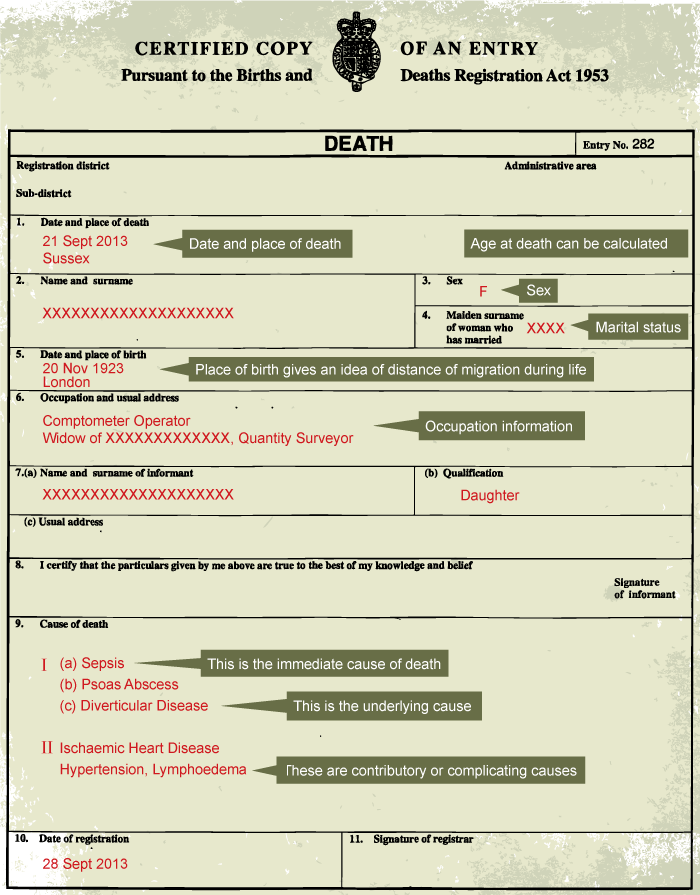 CERTIFIED COPY OF AN ENTRY
Pursuant to the Births and Deaths Registration Act 1953
DEATH
Entry No. 282
Registration district
Administrative area
Sub-district
1. Date and place of death
21 Sept 2013
Sussex
Date and place of death
Age at death can be calculated
2. Name and surname
XXXXXXXXXXXXXXXXXXXX
3. Sex
F
Sex
4. Maiden surname
of woman who
has married
XXXX
Marital status
5. Date and place of birth
20 Nov 1923
London
Place of birth gives an idea of distance of migration during life
6. Occupation and usual address
Comptometer Operator
Widow of XXXXXXXXXXXXX, Quantity Surveyor
Occupation information
7.(a) Name and surname of informant
XXXXXXXXXXXXXXXXXXXX
(b) Qualification
Daughter
(c) Usual address
8. I certify that the particulars given by me above are true to the best of my knowledge and belief
Signature
of informant
9. Cause of death
I (a) Sepsis
This is the immediate cause of death
(b) Psoas Abscess
(c) Diverticular Disease
This is the underlying cause
II Ischaemic Heart Disease
Hypertension, Lymphoedema
These are contributory or complicating causes
10. Date of registration
28 Sept 2013
11. Signature of registrar